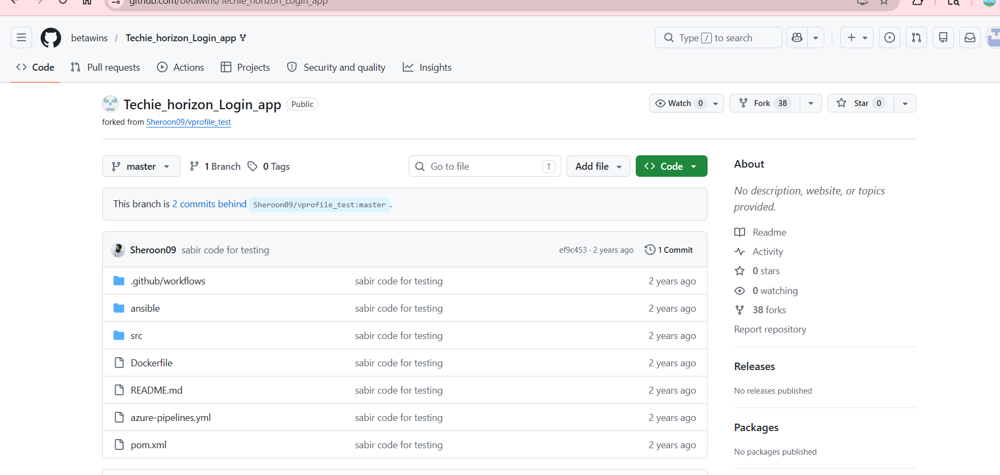 github.com/betawins/Techie_horizon_Login_app
betawins / Techie_horizon_Login_app
Type / to search
Code Pull requests Actions Projects Security and quality Insights
Techie_horizon_Login_app Public
Watch 0 Fork 38 Star 0
forked from Sheroon09/vprofile_test
master 1 Branch 0 Tags Go to file T Add file Code
This branch is 2 commits behind Sheroon09/vprofile_test:master .
Sheroon09 sabir code for testing ef9c453 · 2 years ago 1 Commit
.github/workflows sabir code for testing 2 years ago
ansible sabir code for testing 2 years ago
src sabir code for testing 2 years ago
Dockerfile sabir code for testing 2 years ago
README.md sabir code for testing 2 years ago
azure-pipelines.yml sabir code for testing 2 years ago
pom.xml sabir code for testing 2 years ago
About
No description, website, or topics
provided.
Readme
Activity
0 stars
0 watching
38 forks
Report repository
Releases
No releases published
Packages
No packages published